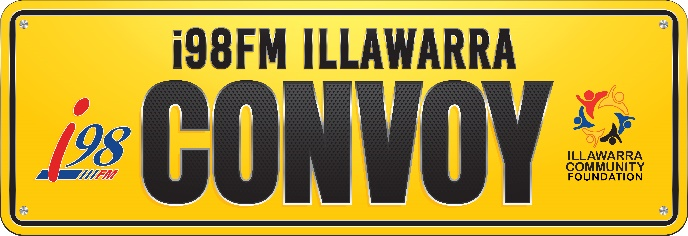 i98FM ILLAWARRA
CONVOY
i98
FM
ILLAWARRA
COMMUNITY
FOUNDATION